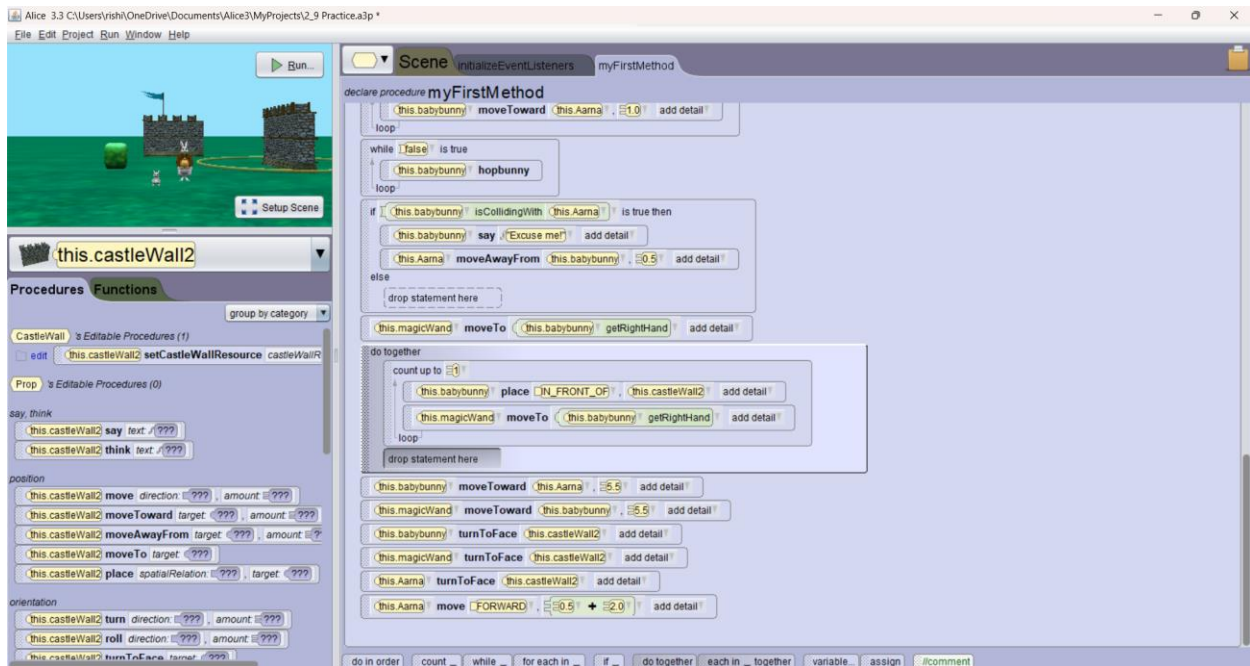 Alice 3.3 C:\Users\rishi\OneDrive\Documents\Alice3\MyProjects\2_9 Practice.a3p *
File Edit Project Run Window Help
Run...
Setup Scene
this.castleWall2
Procedures Functions
group by category
CastleWall 's Editable Procedures (1)
edit this.castleWall2 setCastleWallResource castleWallR
Prop 's Editable Procedures (0)
say, think
this.castleWall2 say text: ???
this.castleWall2 think text: ???
position
this.castleWall2 move direction: ??? , amount: ???
this.castleWall2 moveToward target: ??? , amount: ???
this.castleWall2 moveAwayFrom target: ??? , amount: ?
this.castleWall2 moveTo target: ???
this.castleWall2 place spatialRelation: ??? , target: ???
orientation
this.castleWall2 turn direction: ??? , amount: ???
this.castleWall2 roll direction: ??? , amount: ???
this.castleWall2 turnToFace target: ???
Scene initializeEventListeners myFirstMethod
declare procedure myFirstMethod
this.babybunny moveToward this.Aarna , 1.0 add detail
loop
while false is true
this.babybunny hopbunny
loop
if this.babybunny isCollidingWith this.Aarna is true then
this.babybunny say "Excuse me!" add detail
this.Aarna moveAwayFrom this.babybunny , 0.5 add detail
else
drop statement here
this.magicWand moveTo this.babybunny getRightHand add detail
do together
count up to 1
this.babybunny place IN_FRONT_OF , this.castleWall2 add detail
this.magicWand moveTo this.babybunny getRightHand add detail
loop
drop statement here
this.babybunny moveToward this.Aarna , 5.5 add detail
this.magicWand moveToward this.babybunny , 5.5 add detail
this.babybunny turnToFace this.castleWall2 add detail
this.magicWand turnToFace this.castleWall2 add detail
this.Aarna turnToFace this.castleWall2 add detail
this.Aarna move FORWARD , 0.5 + 2.0 add detail
do in order count _ while _ for each in _ if _ do together each in _ together variable... assign //comment